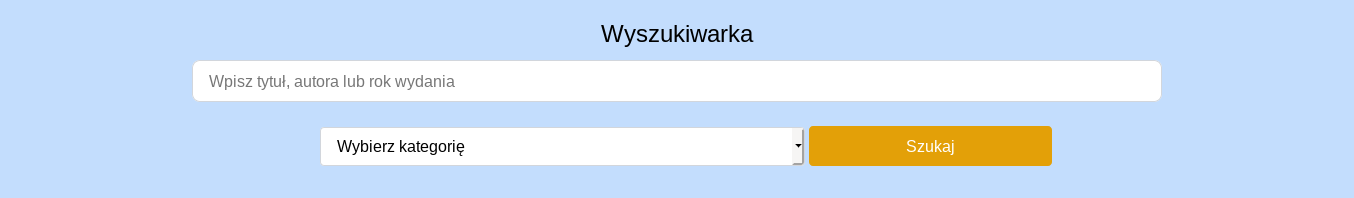 Wyszukiwarka
Wpisz tytuł, autora lub rok wydania
Wybierz kategorię
Szukaj